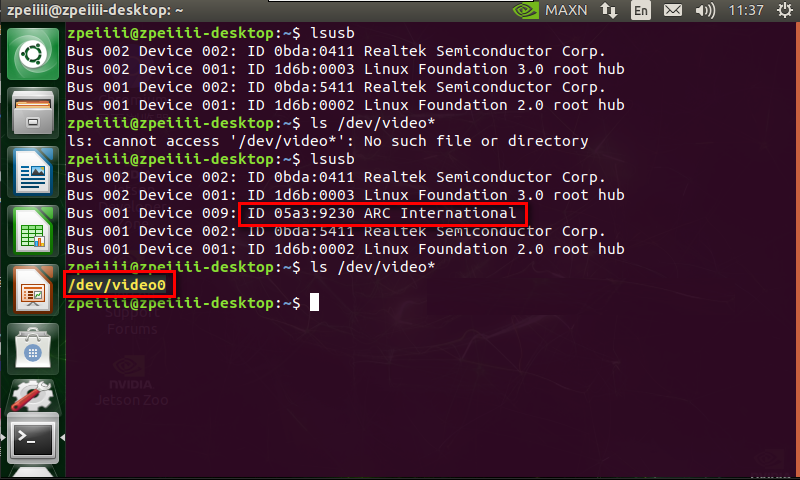 zpeiiii@zpeiiii-desktop: ~
MAXN
En
11:37
zpeiiii@zpeiiii-desktop:~$ lsusb
Bus 002 Device 002: ID 0bda:0411 Realtek Semiconductor Corp.
Bus 002 Device 001: ID 1d6b:0003 Linux Foundation 3.0 root hub
Bus 001 Device 002: ID 0bda:5411 Realtek Semiconductor Corp.
Bus 001 Device 001: ID 1d6b:0002 Linux Foundation 2.0 root hub
zpeiiii@zpeiiii-desktop:~$ ls /dev/video*
ls: cannot access '/dev/video*': No such file or directory
zpeiiii@zpeiiii-desktop:~$ lsusb
Bus 002 Device 002: ID 0bda:0411 Realtek Semiconductor Corp.
Bus 002 Device 001: ID 1d6b:0003 Linux Foundation 3.0 root hub
Bus 001 Device 009: ID 05a3:9230 ARC International
Bus 001 Device 002: ID 0bda:5411 Realtek Semiconductor Corp.
Bus 001 Device 001: ID 1d6b:0002 Linux Foundation 2.0 root hub
zpeiiii@zpeiiii-desktop:~$ ls /dev/video*
/dev/video0
zpeiiii@zpeiiii-desktop:~$
Support
Forums
NVIDIA
Jetson Zoo